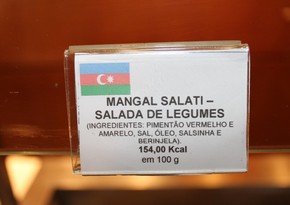 MANGAL SALATI –
SALADA DE LEGUMES
(INGREDIENTES: PIMENTÃO VERMELHO E
AMARELO, SAL, ÓLEO, SALSINHA E
BERINJELA).
154,00 Kcal
em 100 g